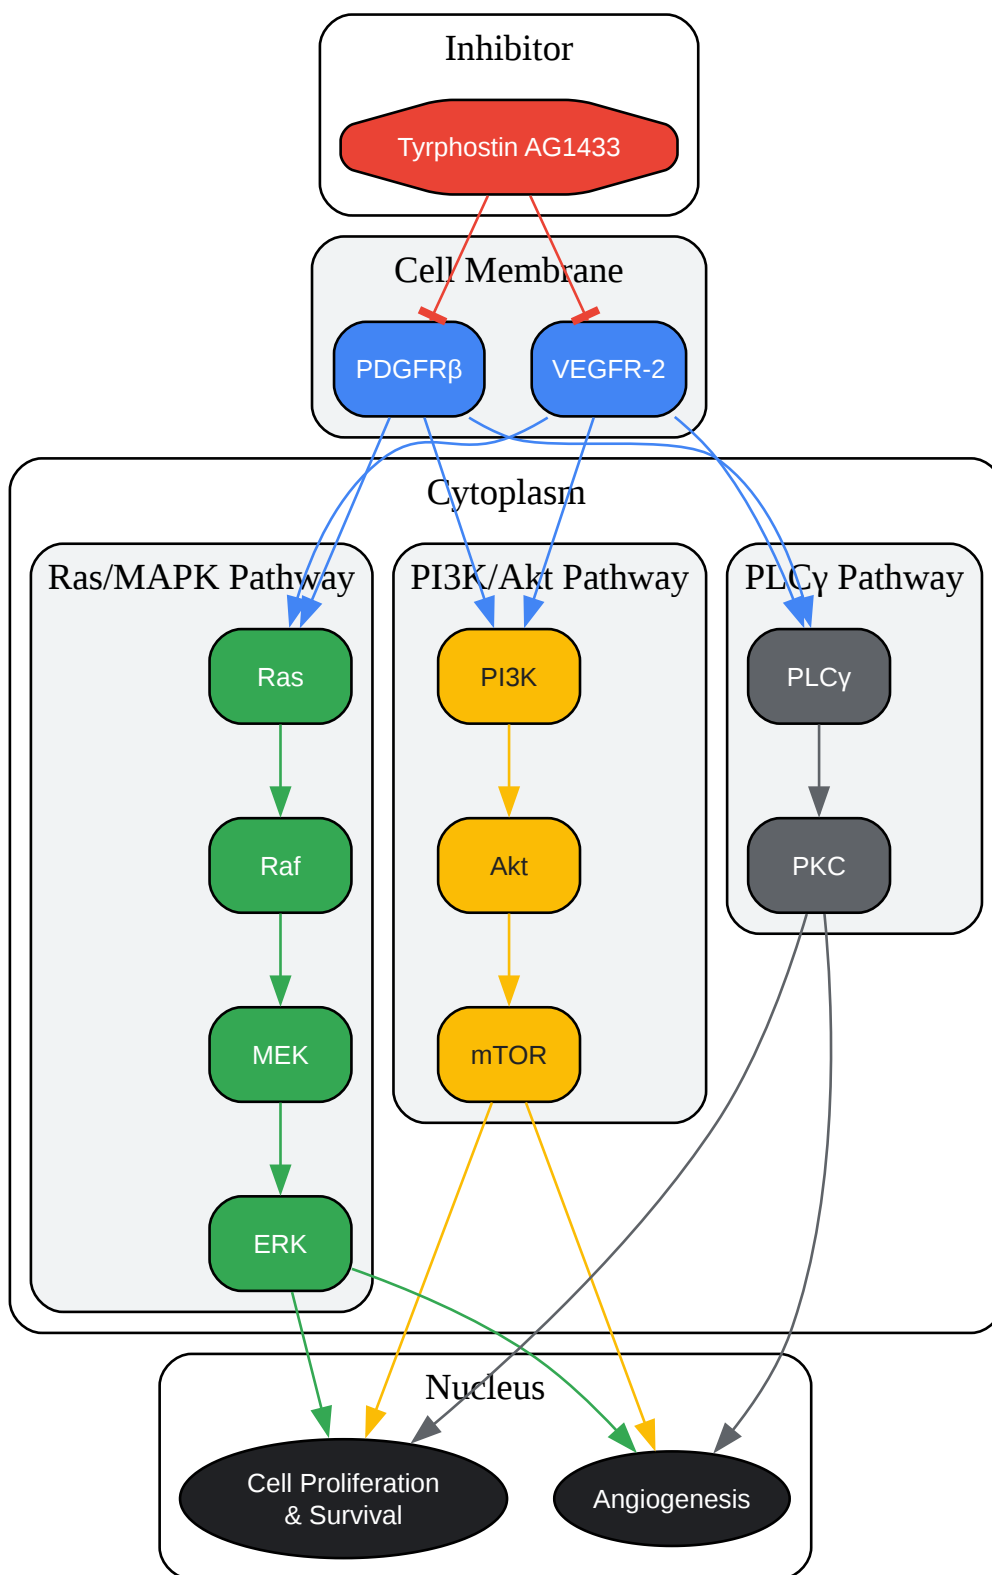 Inhibitor
Tyrphostin AG1433
Cell Membrane
PDGFRβ
VEGFR-2
Cytoplasm
Ras/MAPK Pathway
PI3K/Akt Pathway
PLCγ Pathway
Ras
PI3K
PLCγ
Raf
Akt
PKC
MEK
mTOR
ERK
Nucleus
Cell Proliferation
& Survival
Angiogenesis